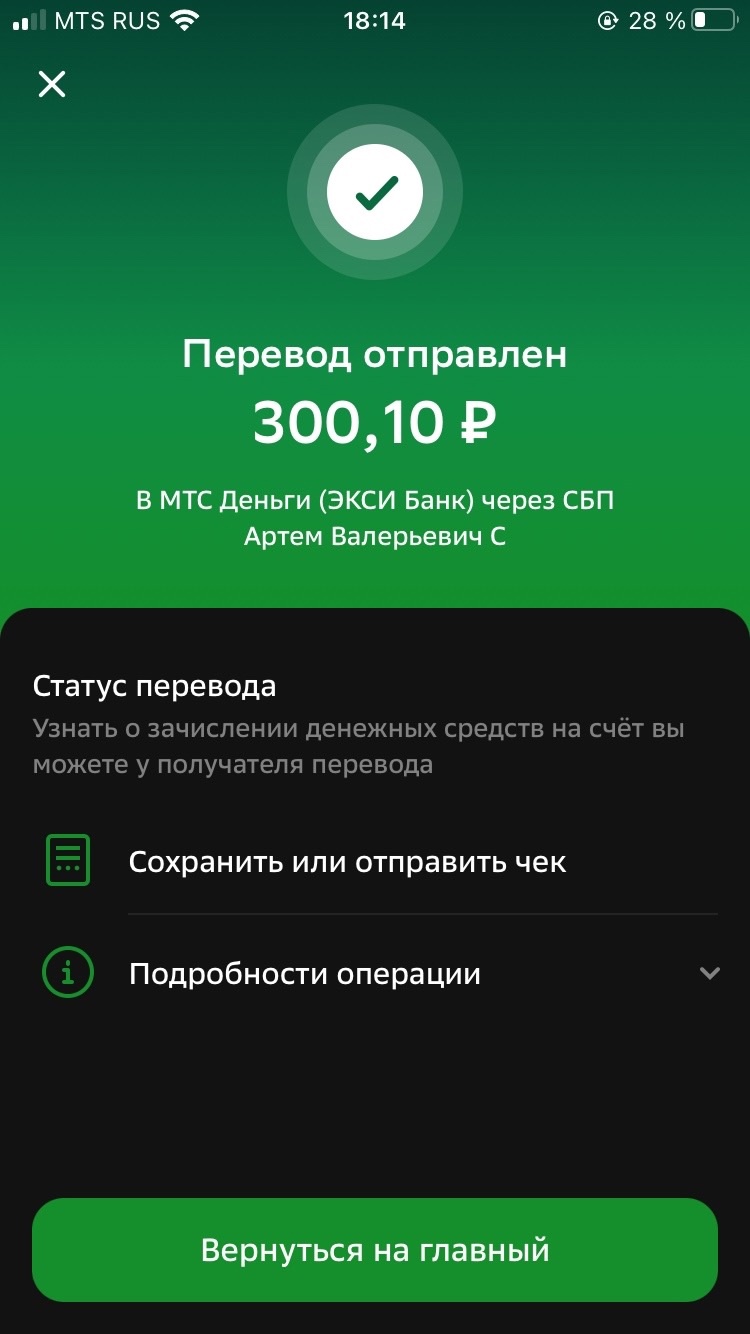 MTS RUS 18:14 28 %
Перевод отправлен
300,10 ₽
В МТС Деньги (ЭКСИ Банк) через СБП
Артем Валерьевич С
Статус перевода
Узнать о зачислении денежных средств на счёт вы
можете у получателя перевода
Сохранить или отправить чек
Подробности операции
Вернуться на главный